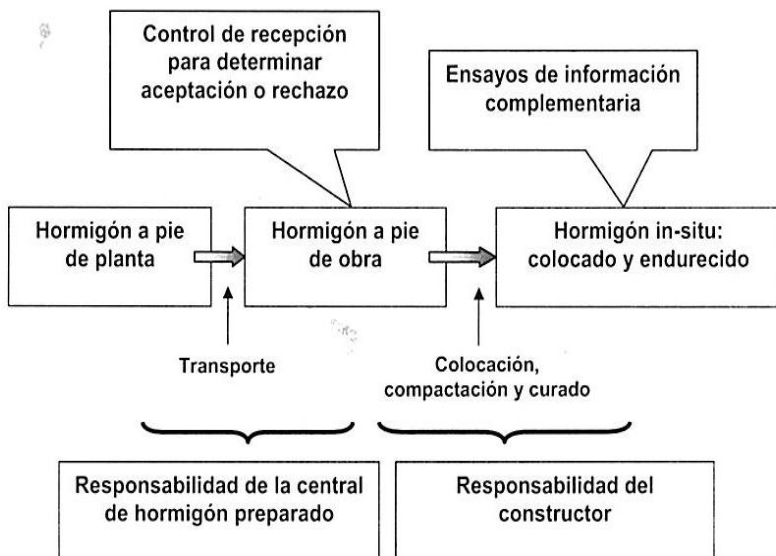 Control de recepción
para determinar
aceptación o rechazo
Ensayos de información
complementaria
Hormigón a pie
de planta
Hormigón a pie
de obra
Hormigón in-situ:
colocado y endurecido
Transporte
Colocación,
compactación y curado
Responsabilidad de la central
de hormigón preparado
Responsabilidad del
constructor